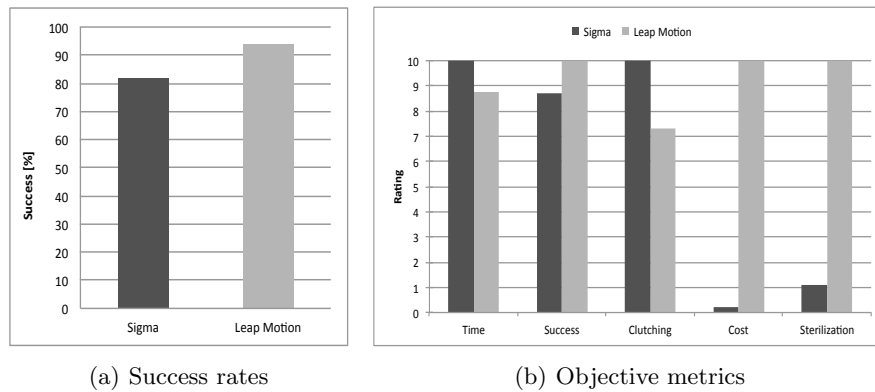 100
90
80
70
60
50
40
30
20
10
0
Success [%]
Sigma
Leap Motion
(a) Success rates
Sigma
Leap Motion
10
9
8
7
6
5
4
3
2
1
0
Rating
Time
Success
Clutching
Cost
Sterilization
(b) Objective metrics